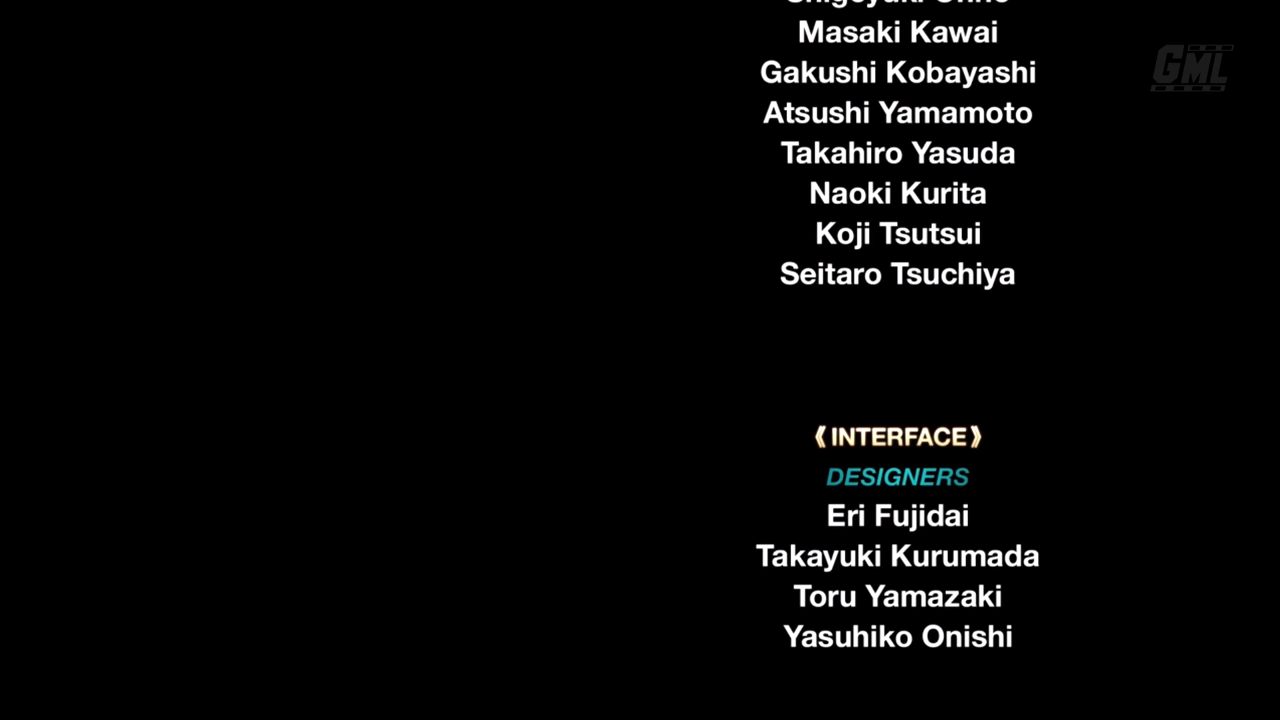 Masaki Kawai
Gakushi Kobayashi
Atsushi Yamamoto
Takahiro Yasuda
Naoki Kurita
Koji Tsutsui
Seitaro Tsuchiya
《INTERFACE》
DESIGNERS
Eri Fujidai
Takayuki Kurumada
Toru Yamazaki
Yasuhiko Onishi
GML